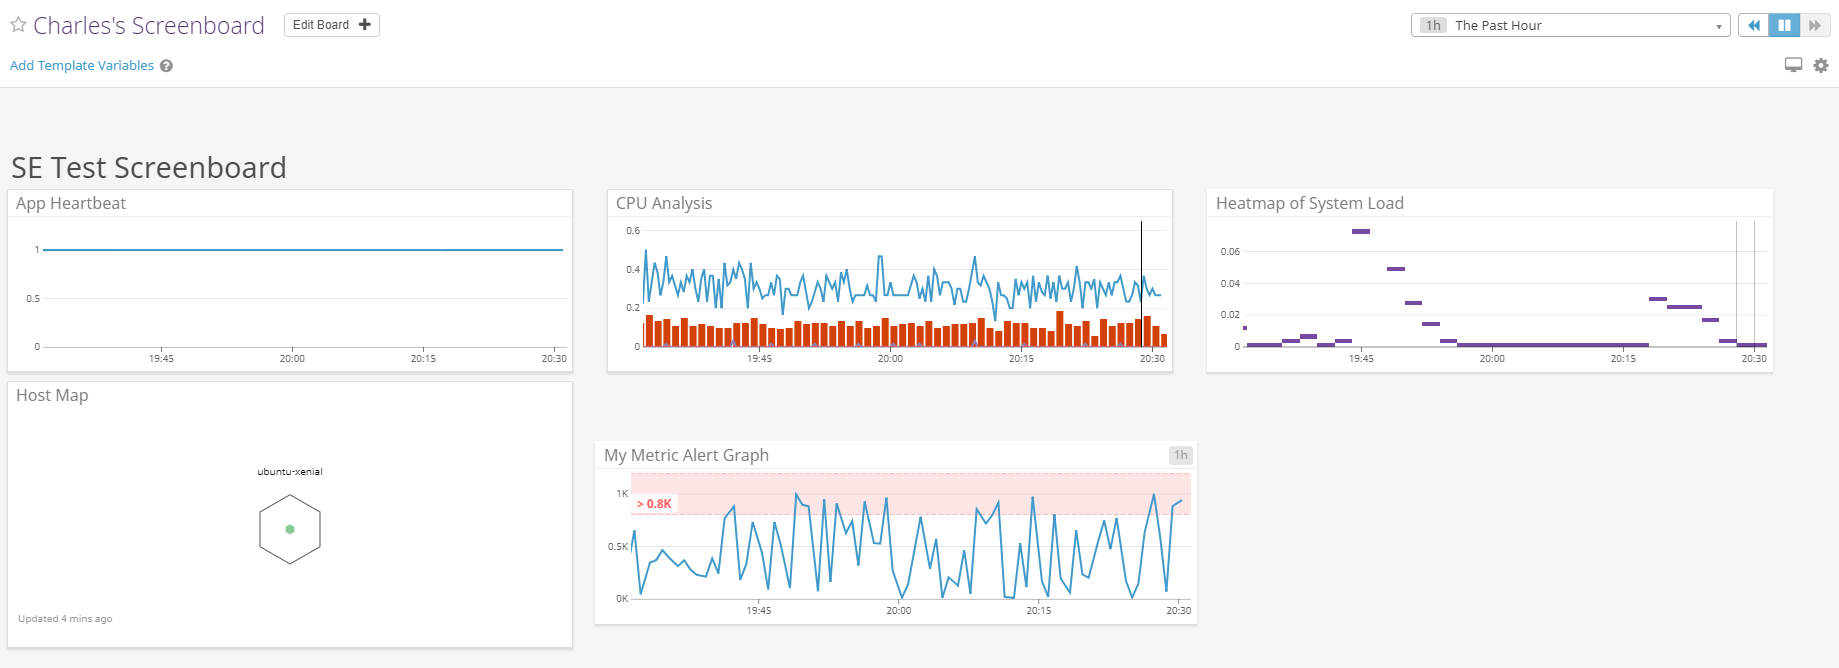 Charles's Screenboard
Edit Board
1h The Past Hour
Add Template Variables ?
SE Test Screenboard
App Heartbeat
1
0.5
0
19:45 20:00 20:15 20:30
CPU Analysis
0.6
0.4
0.2
0
19:45 20:00 20:15 20:30
Heatmap of System Load
0.06
0.04
0.02
0
19:45 20:00 20:15 20:30
Host Map
ubuntu-xenial
Updated 4 mins ago
My Metric Alert Graph 1h
1K
> 0.8K
0.5K
0K
19:45 20:00 20:15 20:30